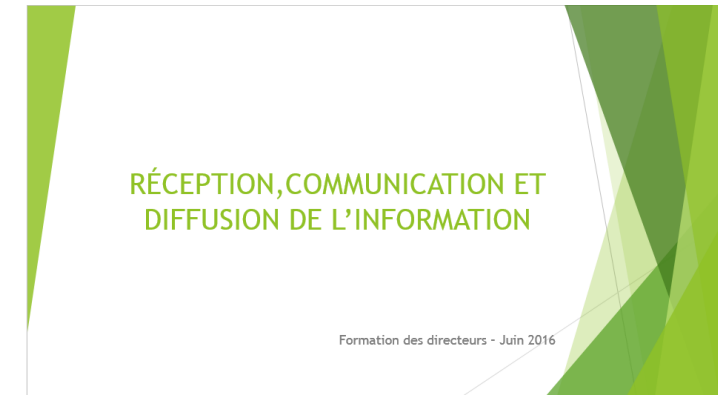 RÉCEPTION,COMMUNICATION ET
DIFFUSION DE L’INFORMATION
Formation des directeurs – Juin 2016